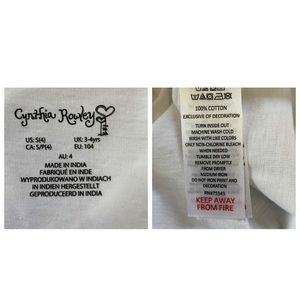 Cynthia Rowley
US: S(4) UK: 3-4yrs
CA: S/P(4) EU: 104
AU: 4
MADE IN INDIA
FABRIQUÉ EN INDE
WYPRODUKOWANO W INDIACH
IN INDIEN HERGESTELLT
GEPRODUCEERD IN INDIA
100% COTTON
EXCLUSIVE OF DECORATION
TURN INSIDE OUT
MACHINE WASH COLD
WASH WITH LIKE COLORS
ONLY NON-CHLORINE BLEACH
WHEN NEEDED
TUMBLE DRY LOW
REMOVE PROMPTLY
FROM DRYER
MEDIUM IRON
DO NOT IRON PRINT AND
DECORATION
KEEP AWAY
FROM FIRE